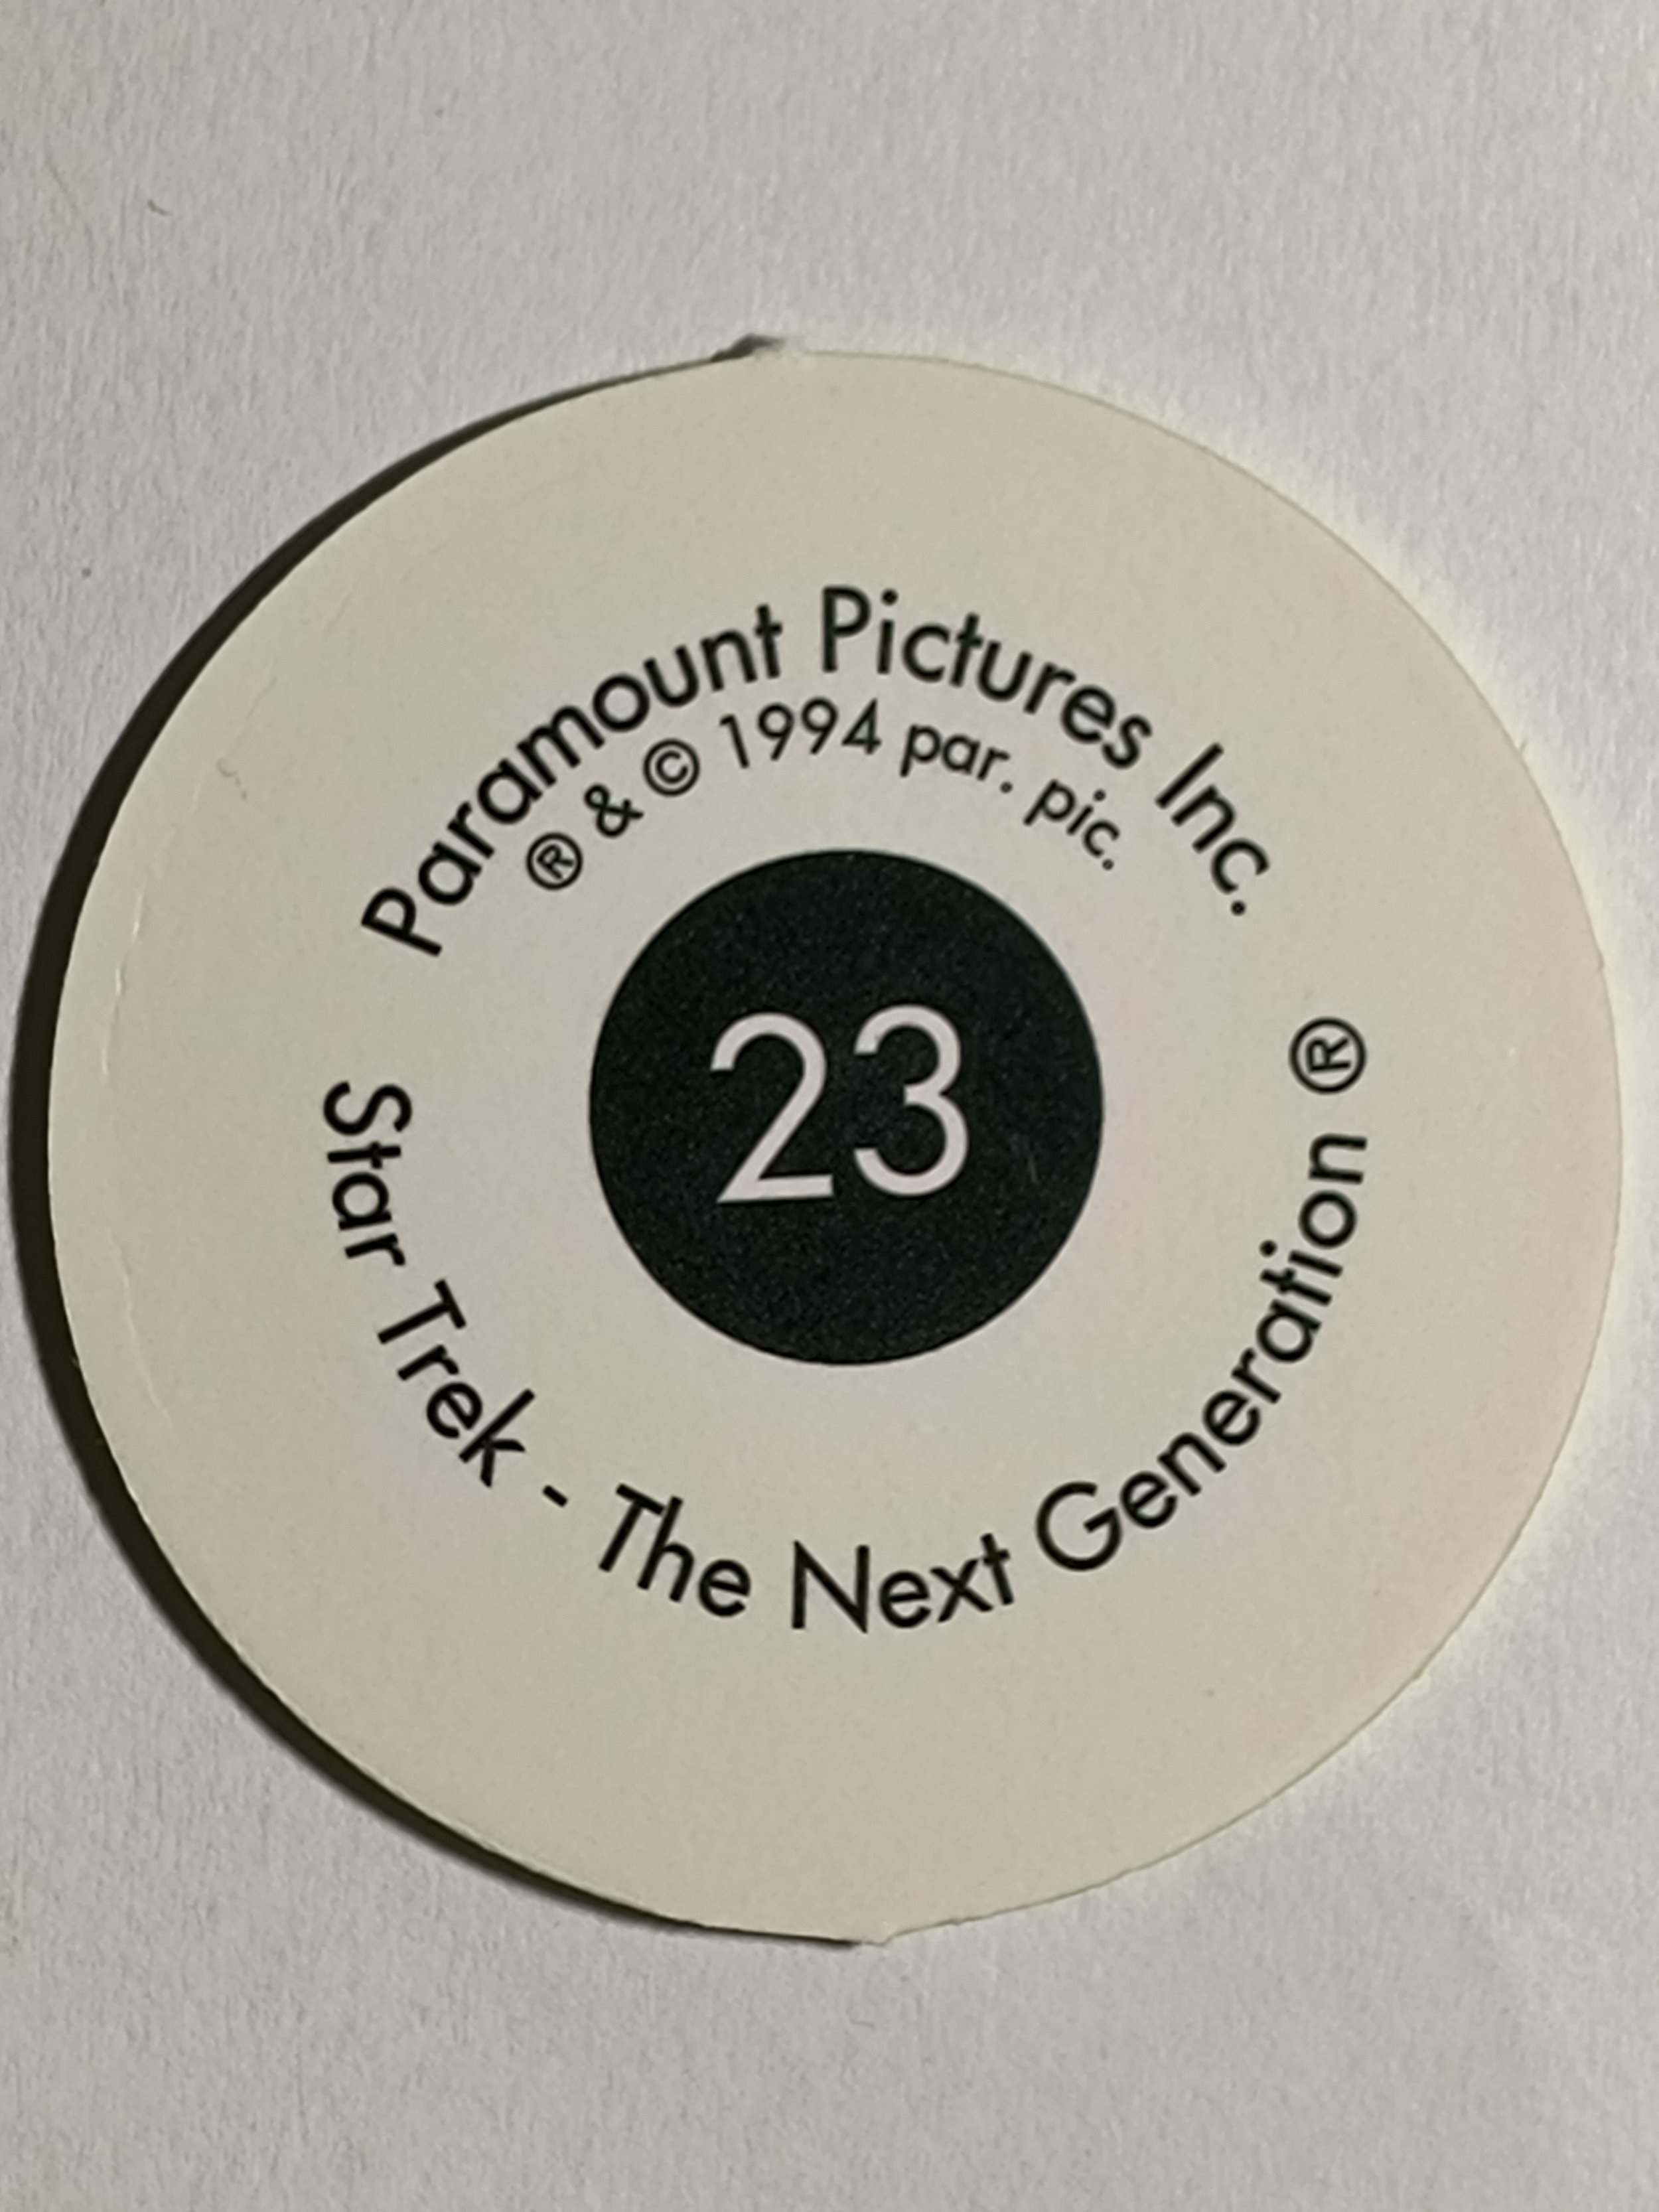 Paramount Pictures Inc.
® & © 1994 par. pic.
23
Star Trek - The Next Generation ®